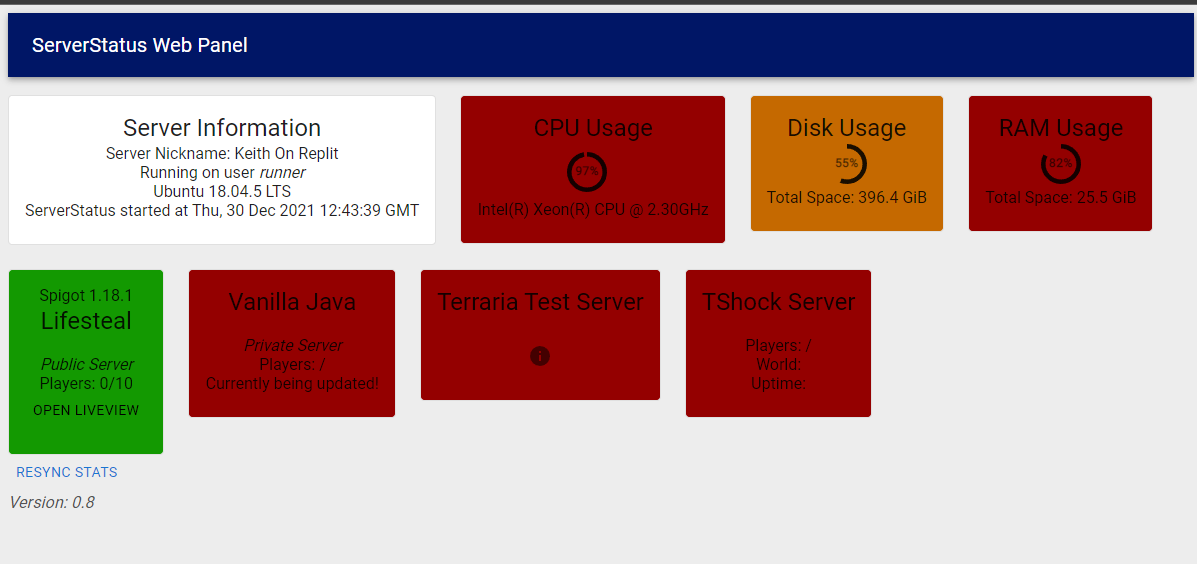 ServerStatus Web Panel
Server Information
Server Nickname: Keith On Replit
Running on user runner
Ubuntu 18.04.5 LTS
ServerStatus started at Thu, 30 Dec 2021 12:43:39 GMT
CPU Usage
97%
Intel(R) Xeon(R) CPU @ 2.30GHz
Disk Usage
55%
Total Space: 396.4 GiB
RAM Usage
82%
Total Space: 25.5 GiB
Spigot 1.18.1
Lifesteal
Public Server
Players: 0/10
OPEN LIVEVIEW
Vanilla Java
Private Server
Players: /
Currently being updated!
Terraria Test Server
TShock Server
Players: /
World:
Uptime:
RESYNC STATS
Version: 0.8